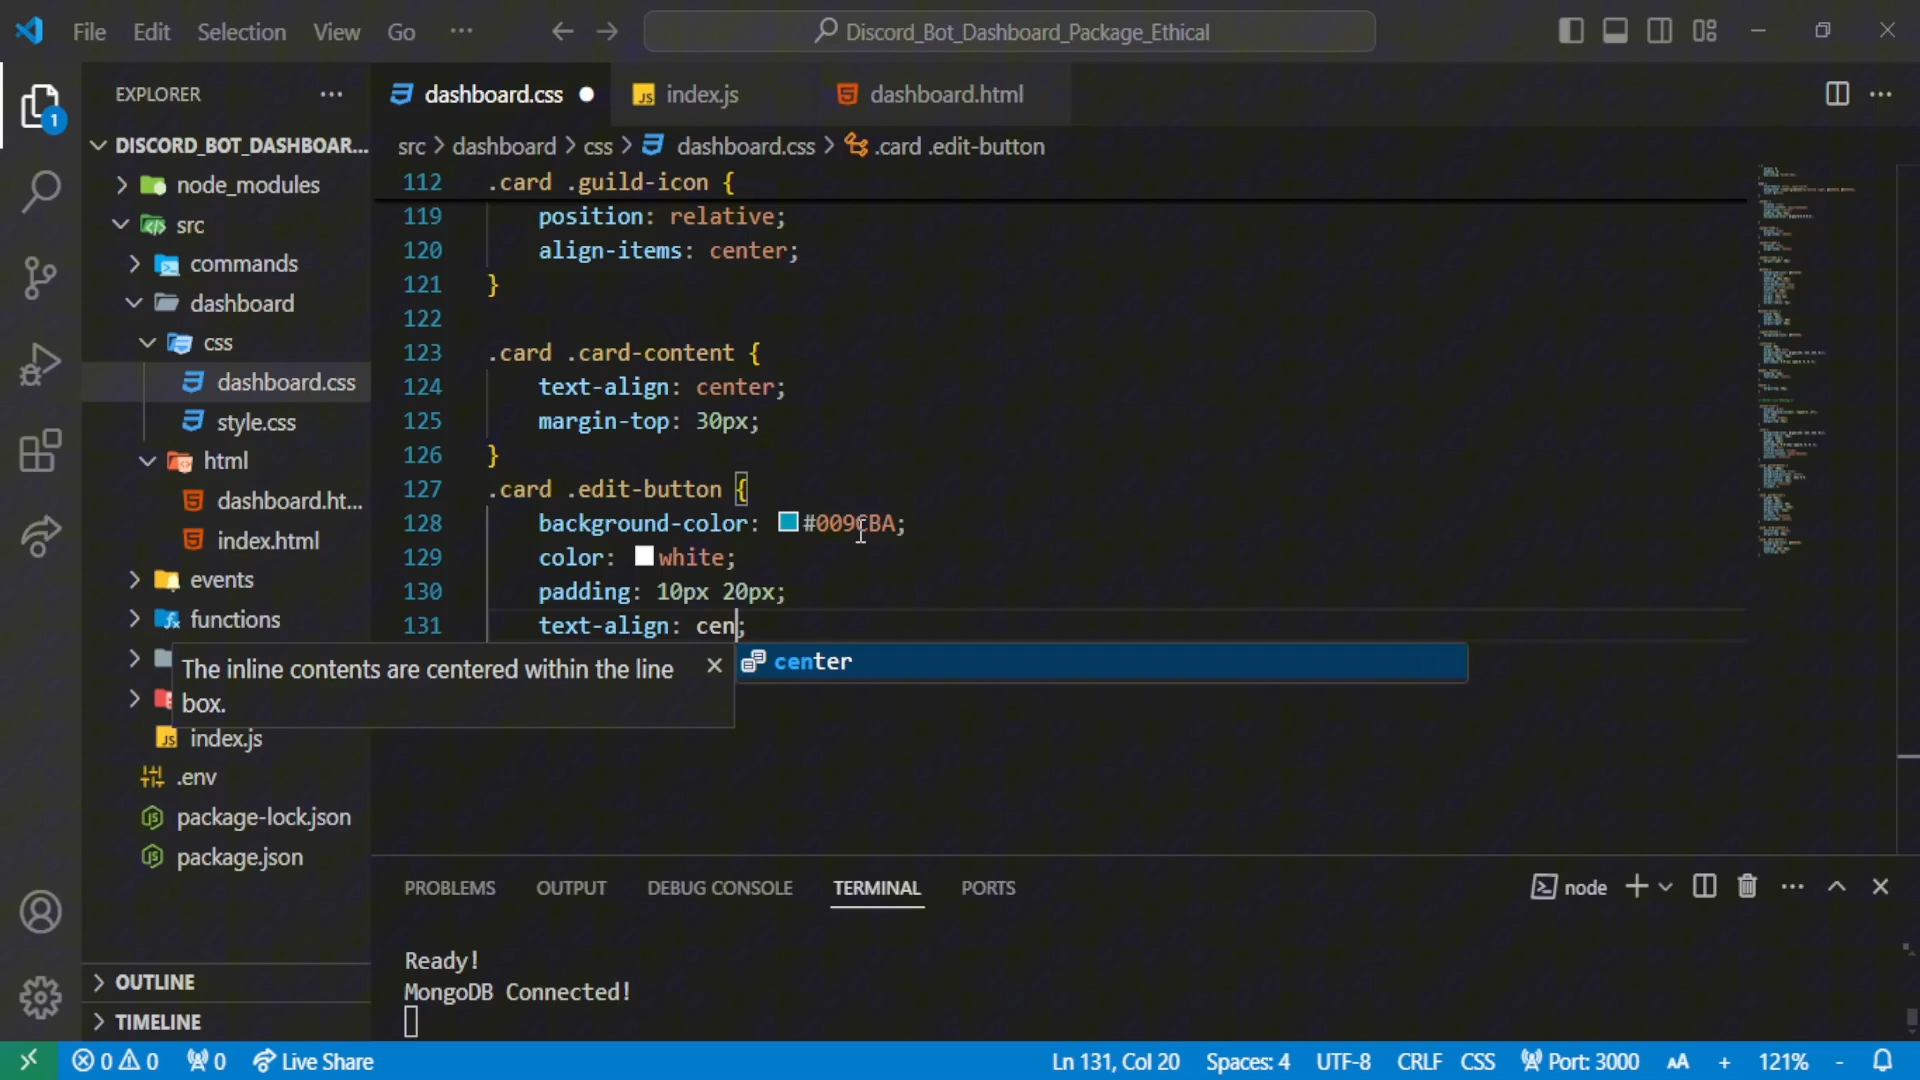 File Edit Selection View Go ··· Discord_Bot_Dashboard_Package_Ethical
EXPLORER ···
1
DISCORD_BOT_DASHBOAR...
node_modules
src
commands
dashboard
css
dashboard.css
style.css
html
dashboard.ht...
index.html
events
functions
index.js
.env
package-lock.json
package.json
OUTLINE
TIMELINE
dashboard.css index.js dashboard.html
src > dashboard > css > dashboard.css > .card .edit-button
112 .card .guild-icon {
119 position: relative;
120 align-items: center;
121 }
122
123 .card .card-content {
124 text-align: center;
125 margin-top: 30px;
126 }
127 .card .edit-button {
128 background-color: #009CBA;
129 color: white;
130 padding: 10px 20px;
131 text-align: cen;
center
The inline contents are centered within the line
box.
PROBLEMS OUTPUT DEBUG CONSOLE TERMINAL PORTS node
Ready!
MongoDB Connected!
0 0 0 Live Share Ln 131, Col 20 Spaces: 4 UTF-8 CRLF CSS Port: 3000 AA + 121% -